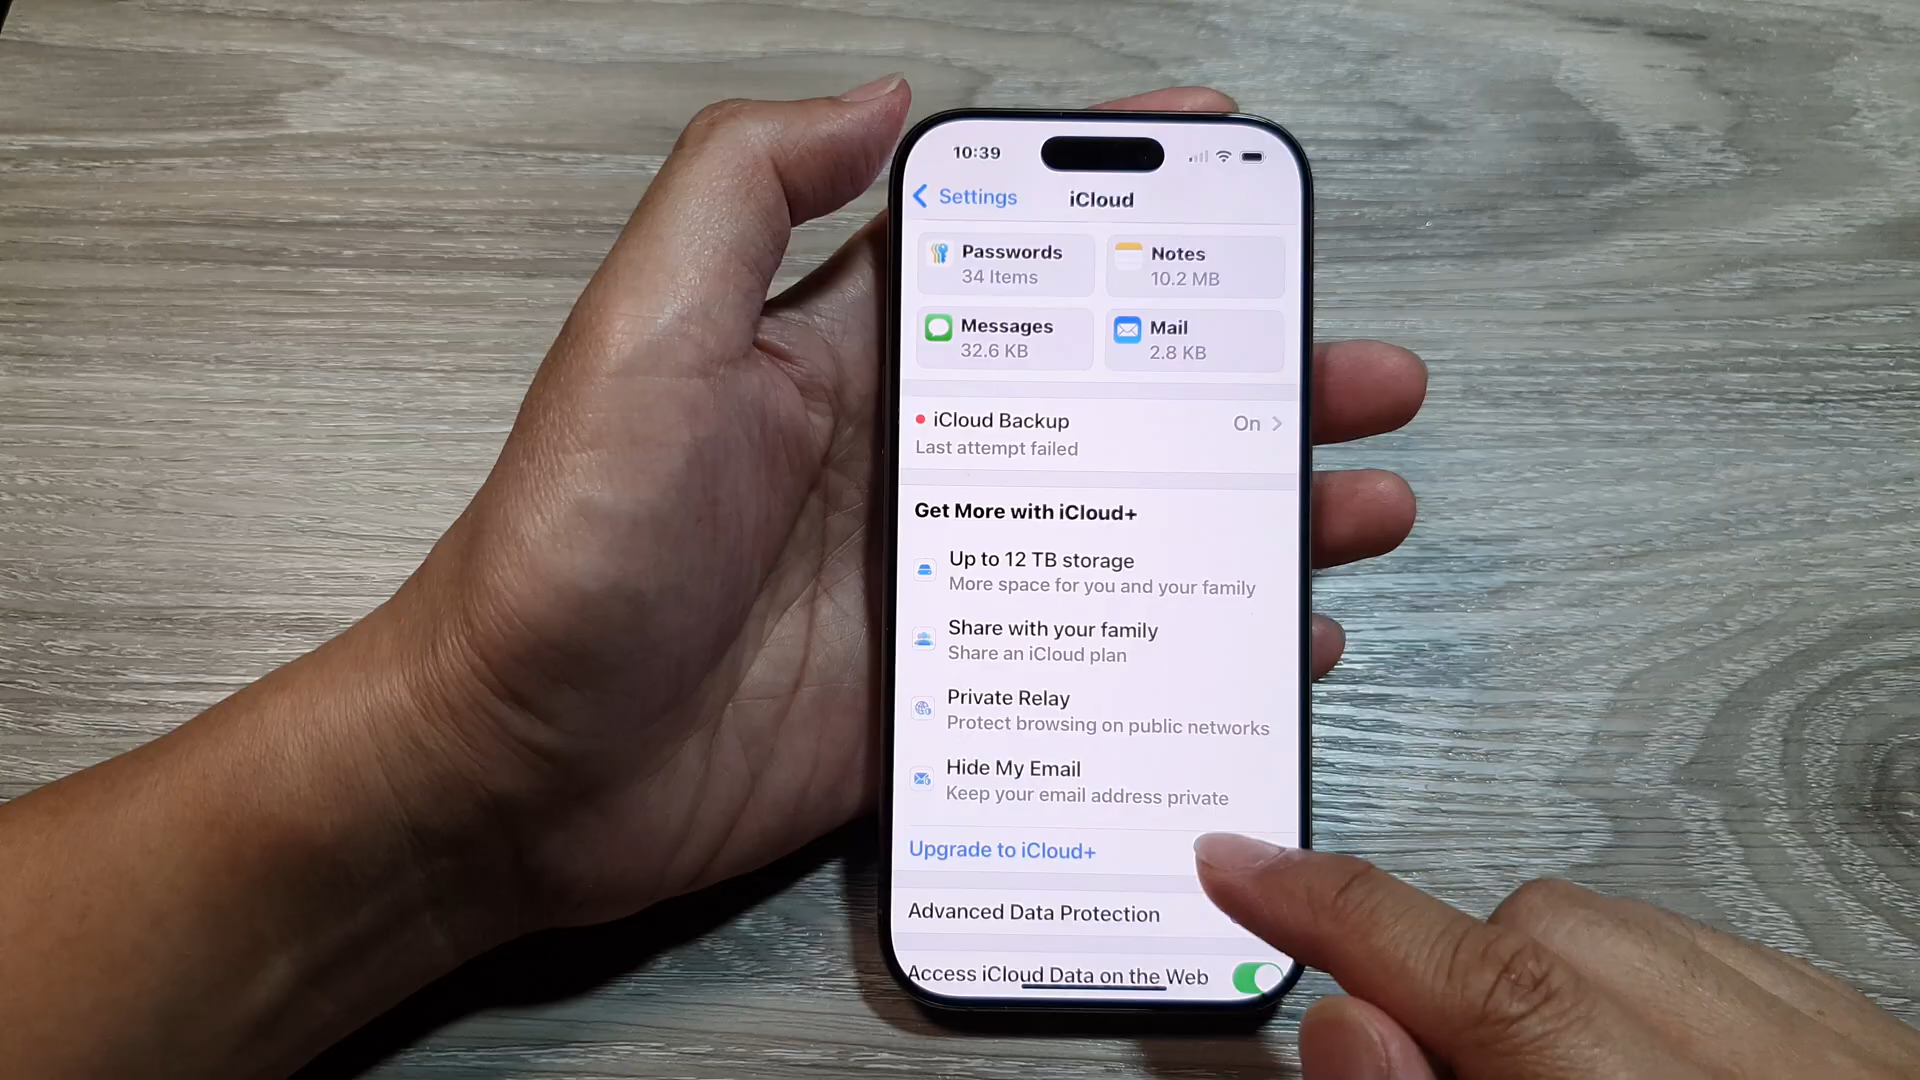 10:39
Settings
iCloud
Passwords
34 Items
Notes
10.2 MB
Messages
32.6 KB
Mail
2.8 KB
iCloud Backup
On
Last attempt failed
Get More with iCloud+
Up to 12 TB storage
More space for you and your family
Share with your family
Share an iCloud plan
Private Relay
Protect browsing on public networks
Hide My Email
Keep your email address private
Upgrade to iCloud+
Advanced Data Protection
Access iCloud Data on the Web